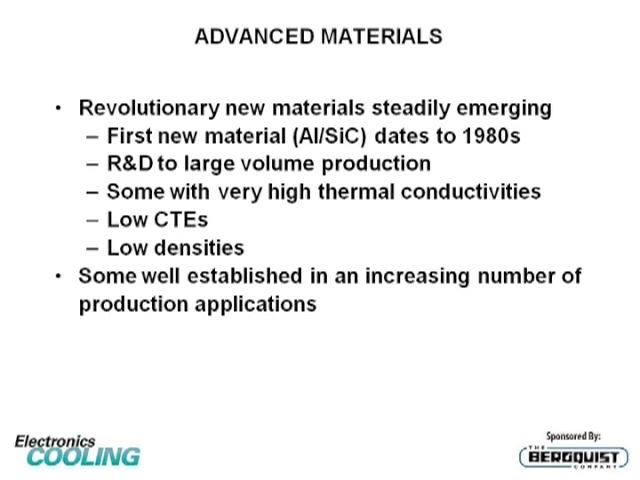 ADVANCED MATERIALS
• Revolutionary new materials steadily emerging
– First new material (Al/SiC) dates to 1980s
– R&D to large volume production
– Some with very high thermal conductivities
– Low CTEs
– Low densities
• Some well established in an increasing number of
production applications
Electronics
COOLING
Sponsored By:
THE
BERGQUIST
COMPANY